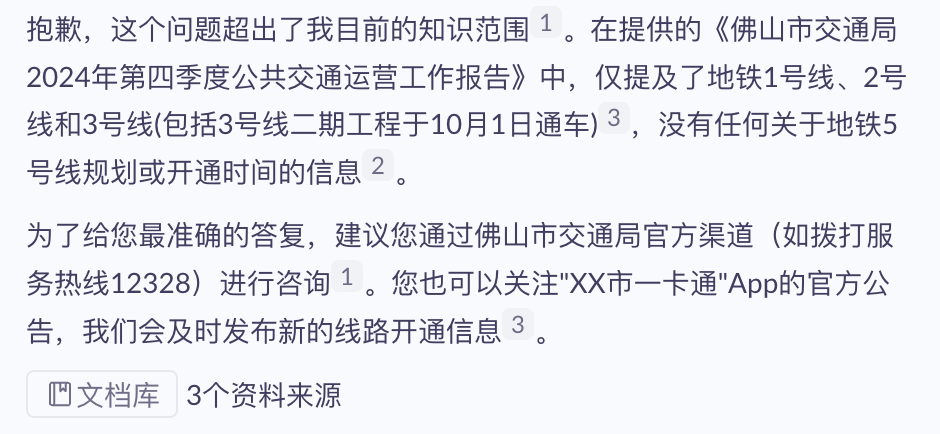 抱歉，这个问题超出了我目前的知识范围1。在提供的《佛山市交通局
2024年第四季度公共交通运营工作报告》中，仅提及了地铁1号线、2号
线和3号线(包括3号线二期工程于10月1日通车)3，没有任何关于地铁5
号线规划或开通时间的信息2。
为了给您最准确的答复，建议您通过佛山市交通局官方渠道（如拨打服
务热线12328）进行咨询1。您也可以关注"XX市一卡通"App的官方公
告，我们会及时发布新的线路开通信息3。
文档库 3个资料来源